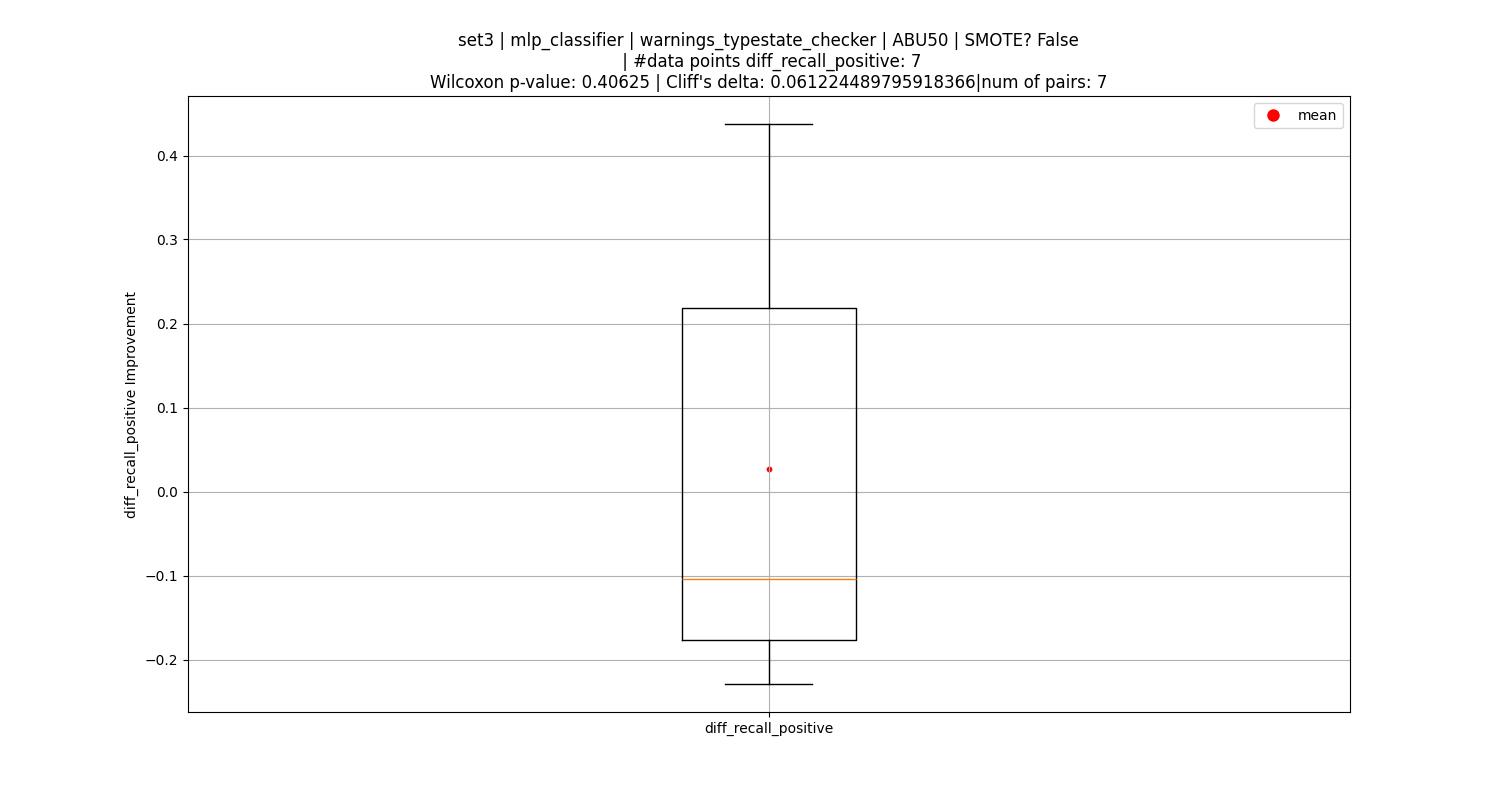 set3 | mlp_classifier | warnings_typestate_checker | ABU50 | SMOTE? False
| #data points diff_recall_positive: 7
Wilcoxon p-value: 0.40625 | Cliff's delta: 0.061224489795918366|num of pairs: 7
mean
0.4
0.3
0.2
0.1
0.0
−0.1
−0.2
diff_recall_positive Improvement
diff_recall_positive